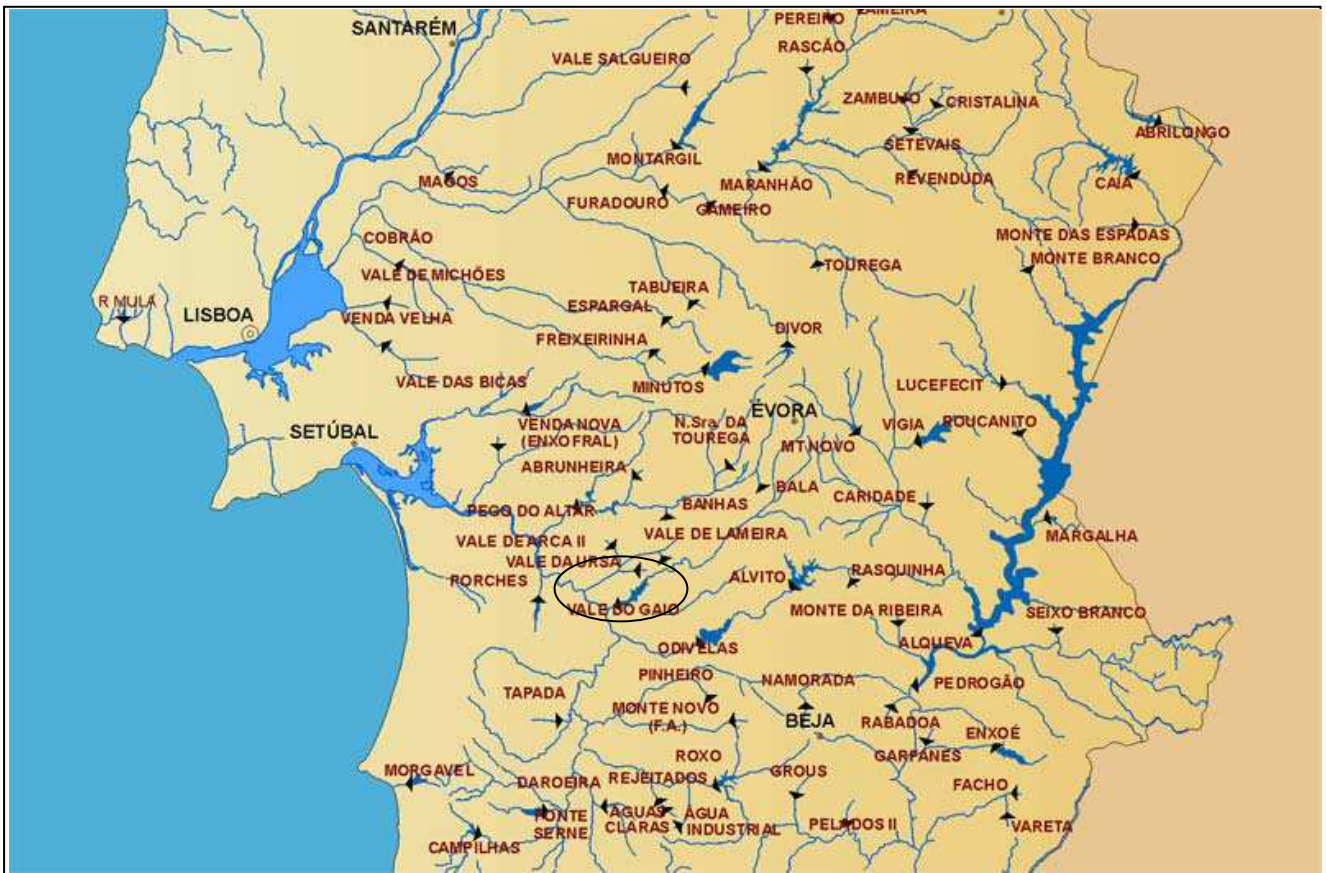 PEREIRO
SANTARÉM
RASCÃO
VALE SALGUEIRO
ZAMBUJO
CRISTALINA
ABRILONGO
SETEVAIS
MONTARGIL
MAGOS
MARANHÃO
REVENDUDA
CAIA
FURADOURO
GAMEIRO
COBRÃO
MONTE DAS ESPADAS
VALE DE MICHÕES
TOUREGA
MONTE BRANCO
TABUEIRA
R MULA
ESPARGAL
LISBOA
VENDA VELHA
DIVOR
FREIXEIRINHA
VALE DAS BICAS
MINUTOS
LUCEFECIT
ÉVORA
SETÚBAL
VENDA NOVA
(ENXOFRAL)
N.Sra. DA
TOUREGA
VIGIA
ROUCANITO
MT NOVO
ABRUNHEIRA
BALA
CARIDADE
PEGO DO ALTAR
BANHAS
VALE DE ARCA II
VALE DE LAMEIRA
MARGALHA
VALE DA URSA
PORCHES
ALVITO
RASQUINHA
VALE DO GAIO
MONTE DA RIBEIRA
SEIXO BRANCO
ODIVELAS
ALQUEVA
PINHEIRO
NAMORADA
PEDROGÃO
TAPADA
MONTE NOVO
(F.A.)
BEJA
RABADOA
ENXOÉ
GARFANES
ROXO
MORGAVEL
DAROEIRA
REJEITADOS
GROUS
FACHO
FONTE
SERNE
AGUAS
CLARAS
ÁGUA
INDUSTRIAL
PELADOS II
VARETA
CAMPILHAS